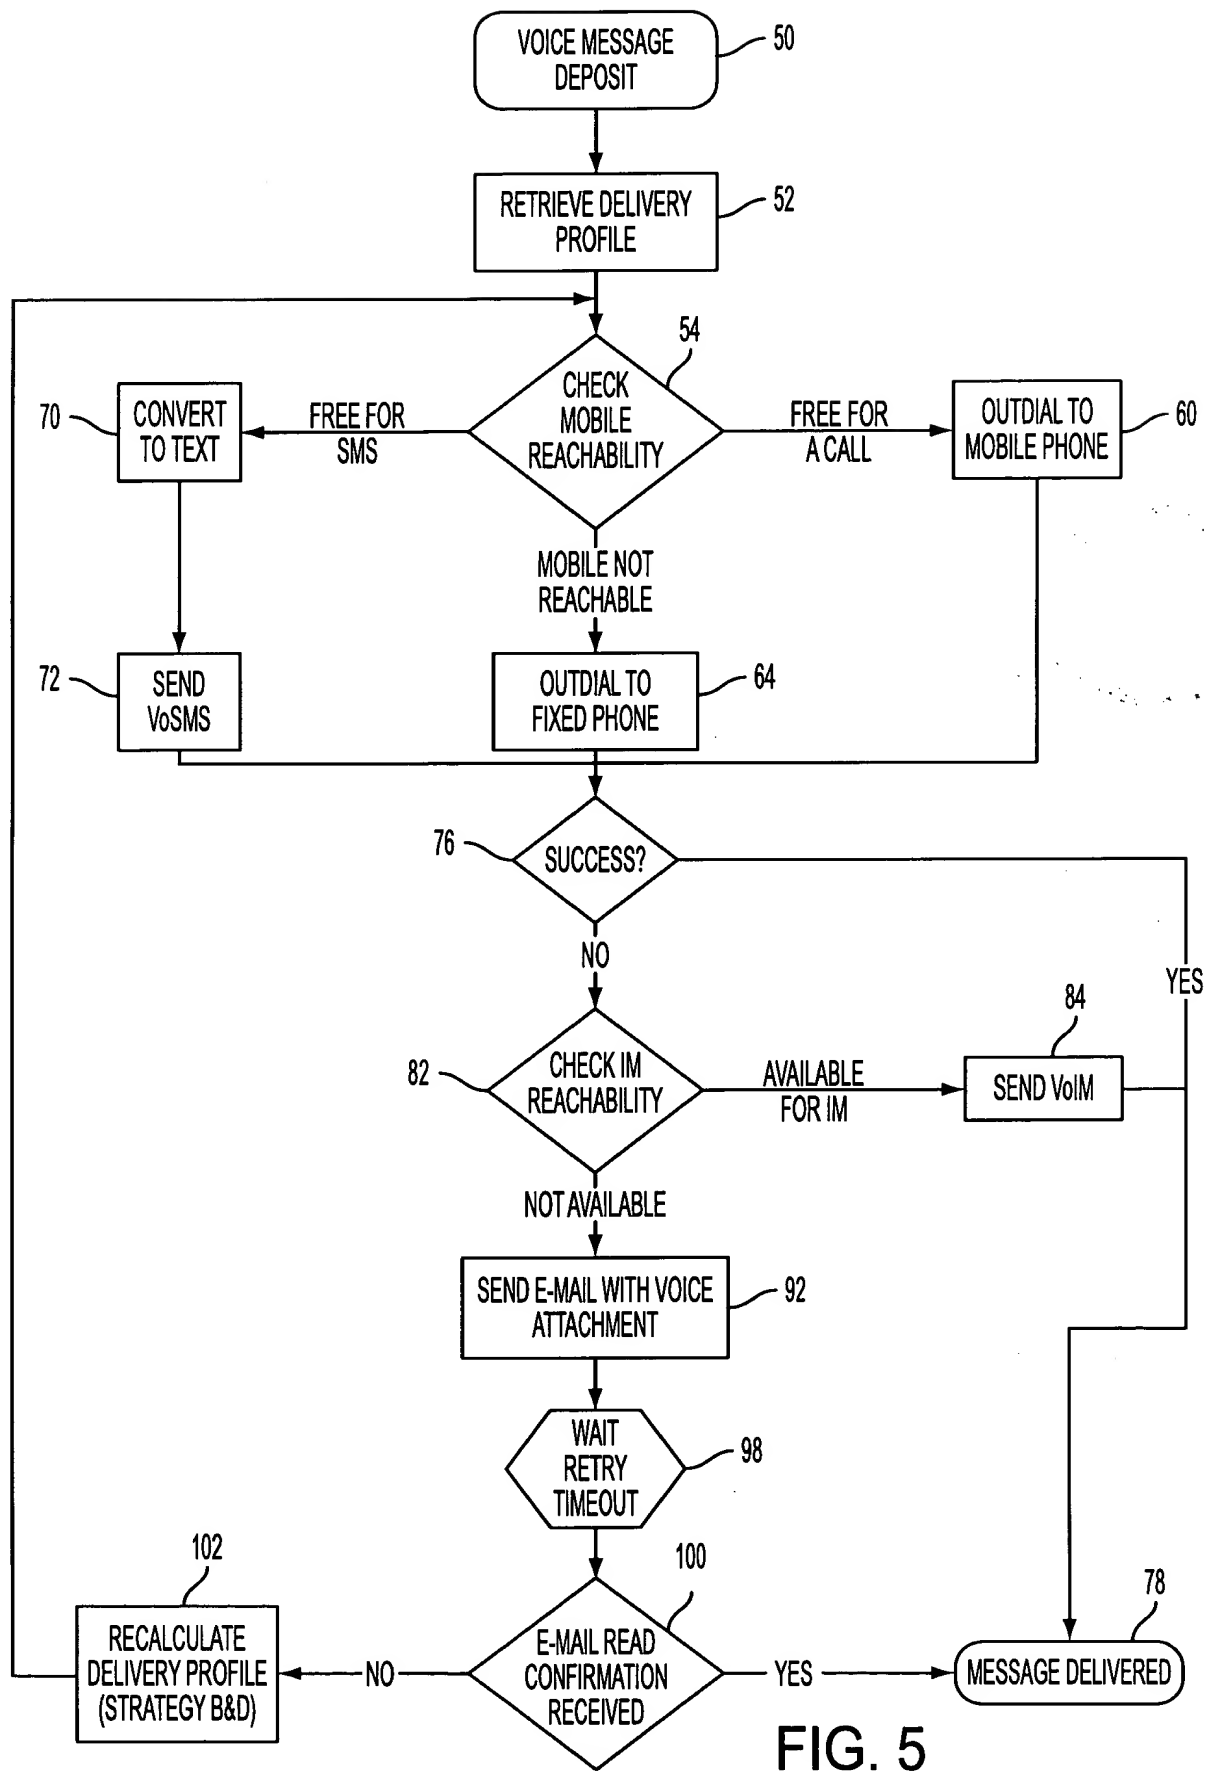 VOICE MESSAGE
DEPOSIT
50
RETRIEVE DELIVERY
PROFILE
52
54
CHECK
MOBILE
REACHABILITY
70
CONVERT
TO TEXT
FREE FOR
SMS
FREE FOR
A CALL
OUTDIAL TO
MOBILE PHONE
60
MOBILE NOT
REACHABLE
72
SEND
VoSMS
OUTDIAL TO
FIXED PHONE
64
76
SUCCESS?
NO
YES
82
CHECK IM
REACHABILITY
AVAILABLE
FOR IM
84
SEND VoIM
NOT AVAILABLE
SEND E-MAIL WITH VOICE
ATTACHMENT
92
WAIT
RETRY
TIMEOUT
98
102
RECALCULATE
DELIVERY PROFILE
(STRATEGY B&D)
NO
100
E-MAIL READ
CONFIRMATION
RECEIVED
YES
78
MESSAGE DELIVERED
FIG. 5